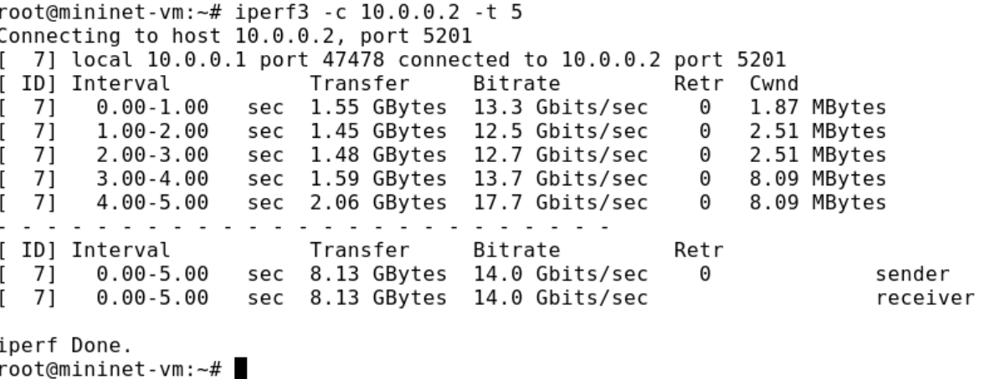 root@mininet-vm:~# iperf3 -c 10.0.0.2 -t 5
Connecting to host 10.0.0.2, port 5201
[  7] local 10.0.0.1 port 47478 connected to 10.0.0.2 port 5201
[ ID] Interval           Transfer     Bitrate         Retr  Cwnd
[  7]   0.00-1.00   sec  1.55 GBytes  13.3 Gbits/sec    0   1.87 MBytes
[  7]   1.00-2.00   sec  1.45 GBytes  12.5 Gbits/sec    0   2.51 MBytes
[  7]   2.00-3.00   sec  1.48 GBytes  12.7 Gbits/sec    0   2.51 MBytes
[  7]   3.00-4.00   sec  1.59 GBytes  13.7 Gbits/sec    0   8.09 MBytes
[  7]   4.00-5.00   sec  2.06 GBytes  17.7 Gbits/sec    0   8.09 MBytes
- - - - - - - - - - - - - - - - - - - - - - - - -
[ ID] Interval           Transfer     Bitrate         Retr
[  7]   0.00-5.00   sec  8.13 GBytes  14.0 Gbits/sec    0             sender
[  7]   0.00-5.00   sec  8.13 GBytes  14.0 Gbits/sec                  receiver
iperf Done.
root@mininet-vm:~#